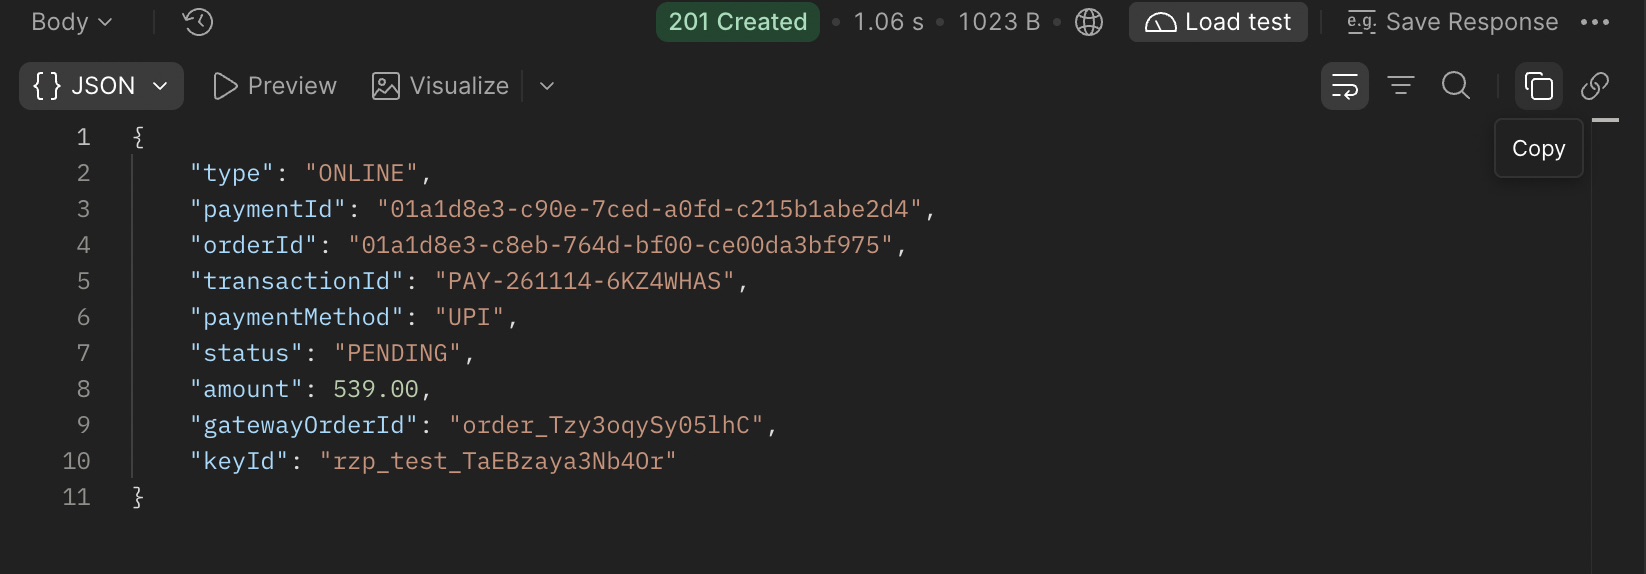 Body
201 Created • 1.06 s • 1023 B • Load test e.g. Save Response
{} JSON Preview Visualize
Copy
1 {
2 "type": "ONLINE",
3 "paymentId": "01a1d8e3-c90e-7ced-a0fd-c215b1abe2d4",
4 "orderId": "01a1d8e3-c8eb-764d-bf00-ce00da3bf975",
5 "transactionId": "PAY-261114-6KZ4WHAS",
6 "paymentMethod": "UPI",
7 "status": "PENDING",
8 "amount": 539.00,
9 "gatewayOrderId": "order_Tzy3oqySy05lhC",
10 "keyId": "rzp_test_TaEBzaya3Nb4Or"
11 }